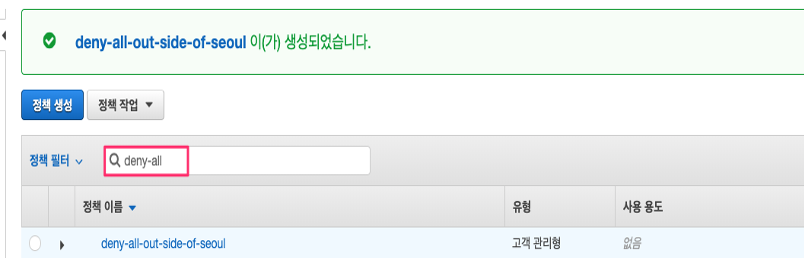 deny-all-out-side-of-seoul 이(가) 생성되었습니다.
정책 생성 정책 작업
정책 필터 deny-all
정책 이름 유형 사용 용도
deny-all-out-side-of-seoul 고객 관리형 없음